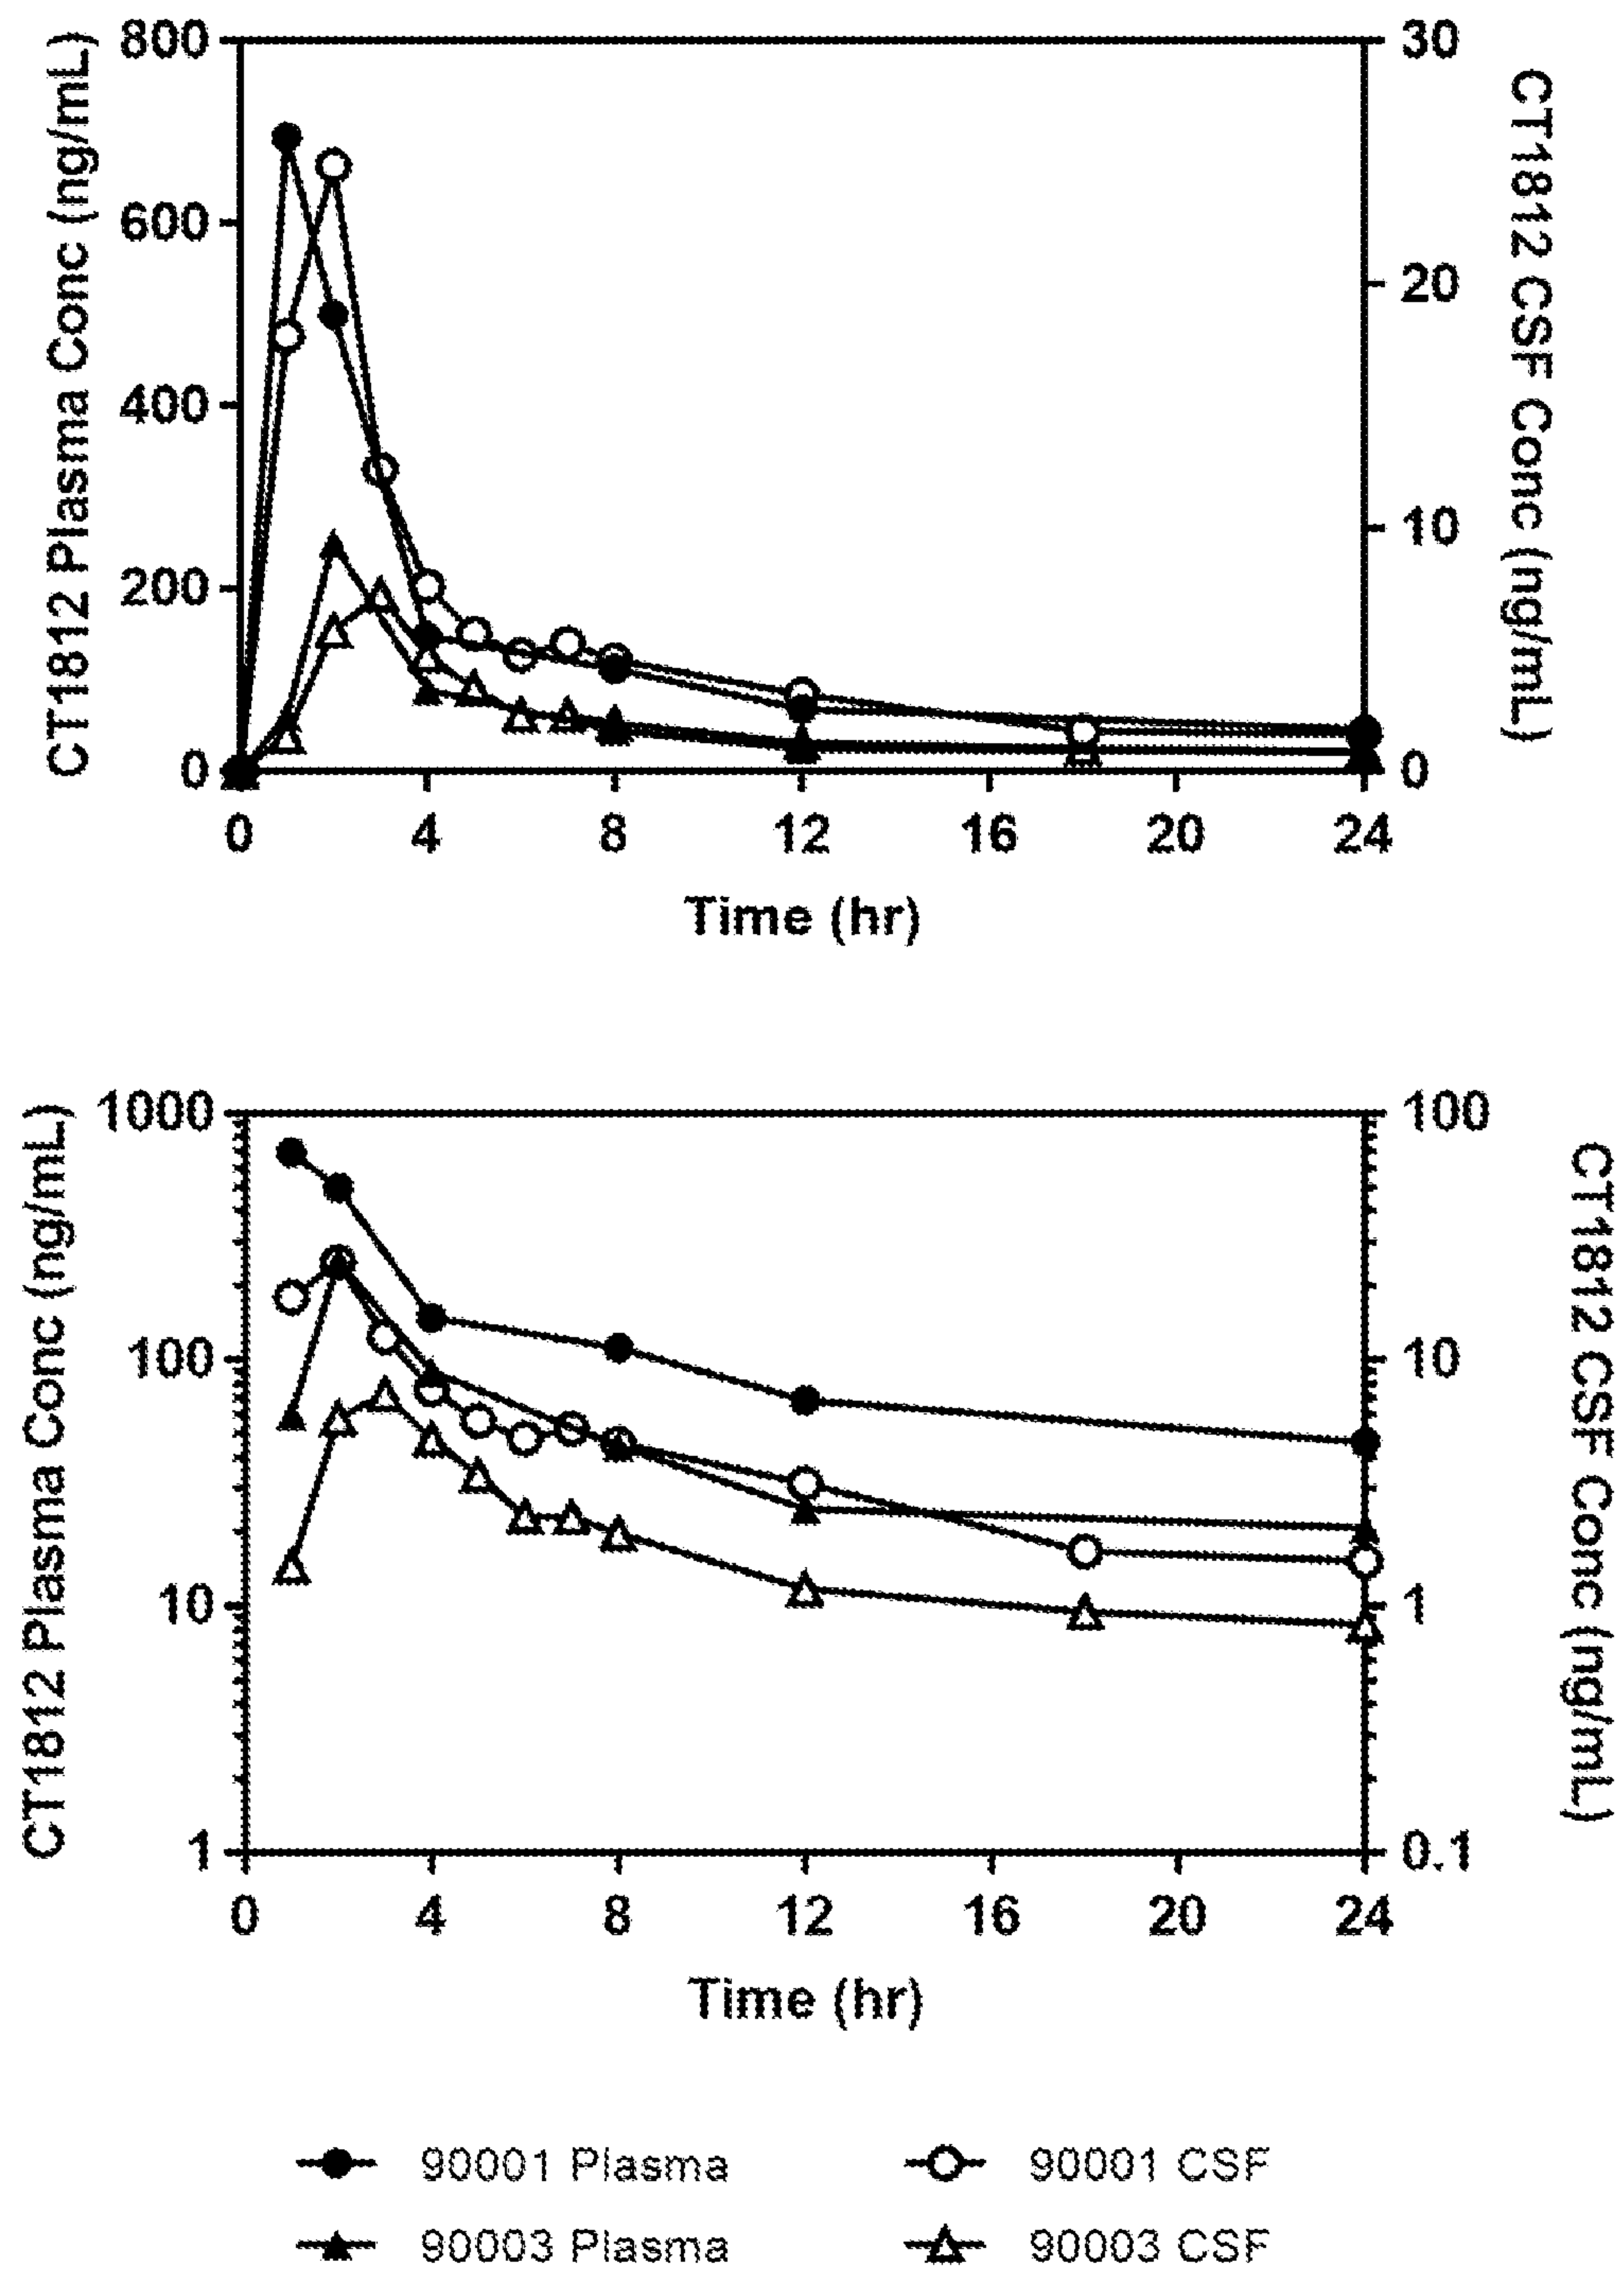 CT1812 Plasma Conc (ng/mL)
800
600
400
200
0
30
20
10
0
CT1812 CSF Conc (ng/mL)
0 4 8 12 16 20 24
Time (hr)
CT1812 Plasma Conc (ng/mL)
1000
100
10
1
100
10
1
0.1
CT1812 CSF Conc (ng/mL)
0 4 8 12 16 20 24
Time (hr)
90001 Plasma
90001 CSF
90003 Plasma
90003 CSF